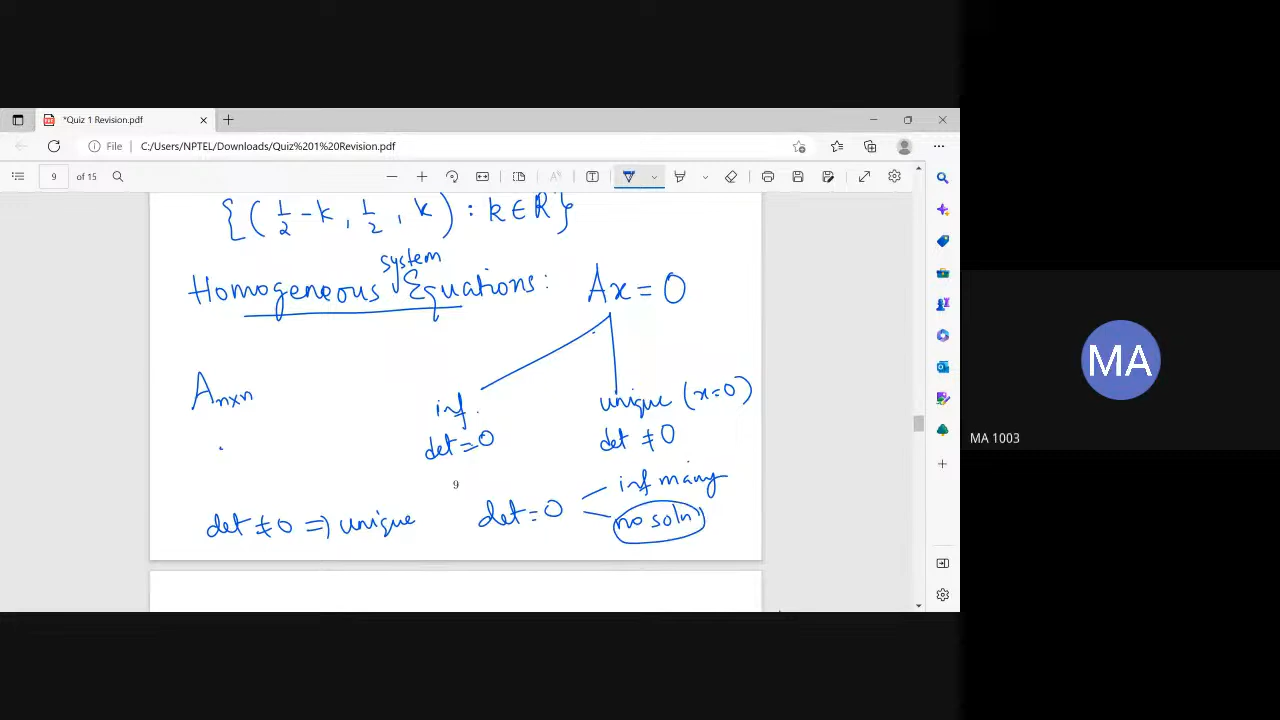 *Quiz 1 Revision.pdf
File C:/Users/NPTEL/Downloads/Quiz%201%20Revision.pdf
9 of 15
{(1/2 - k, 1/2, k) : k ∈ R}
system
Homogeneous Equations: Ax = 0
A n×n
inf. unique (x=0)
det = 0 det ≠ 0
9
inf many
det ≠ 0 ⇒ unique det = 0
no soln
MA
MA 1003